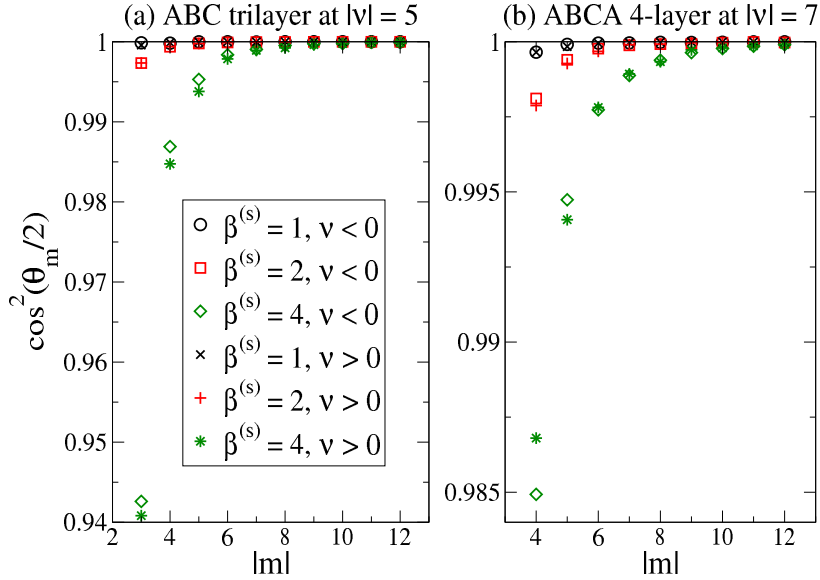 (a) ABC trilayer at |ν| = 5
(b) ABCA 4-layer at |ν| = 7
cos²(θₘ/2)
1
0.99
0.98
0.97
0.96
0.95
0.94
2 4 6 8 10 12
|m|
β⁽ˢ⁾ = 1, ν < 0
β⁽ˢ⁾ = 2, ν < 0
β⁽ˢ⁾ = 4, ν < 0
β⁽ˢ⁾ = 1, ν > 0
β⁽ˢ⁾ = 2, ν > 0
β⁽ˢ⁾ = 4, ν > 0
1
0.995
0.99
0.985
4 6 8 10 12
|m|